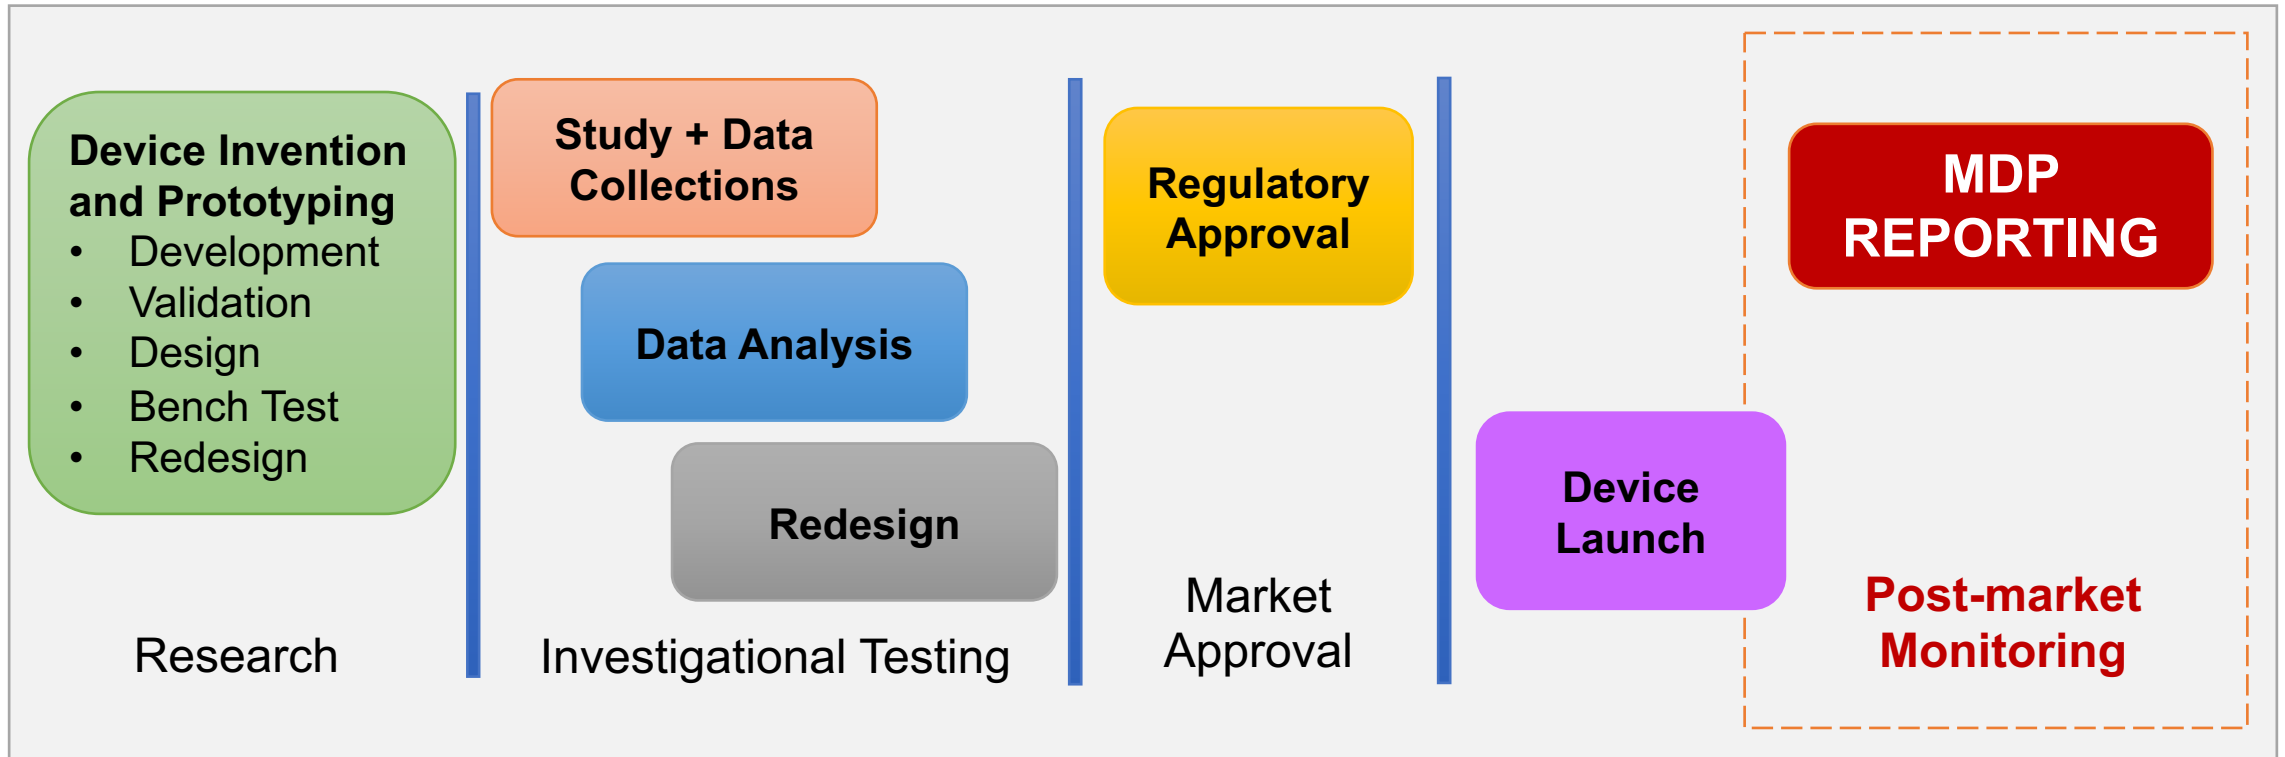 Device Invention
and Prototyping
• Development
• Validation
• Design
• Bench Test
• Redesign
Research
Study + Data
Collections
Data Analysis
Redesign
Investigational Testing
Regulatory
Approval
Market
Approval
Device
Launch
MDP
REPORTING
Post-market
Monitoring